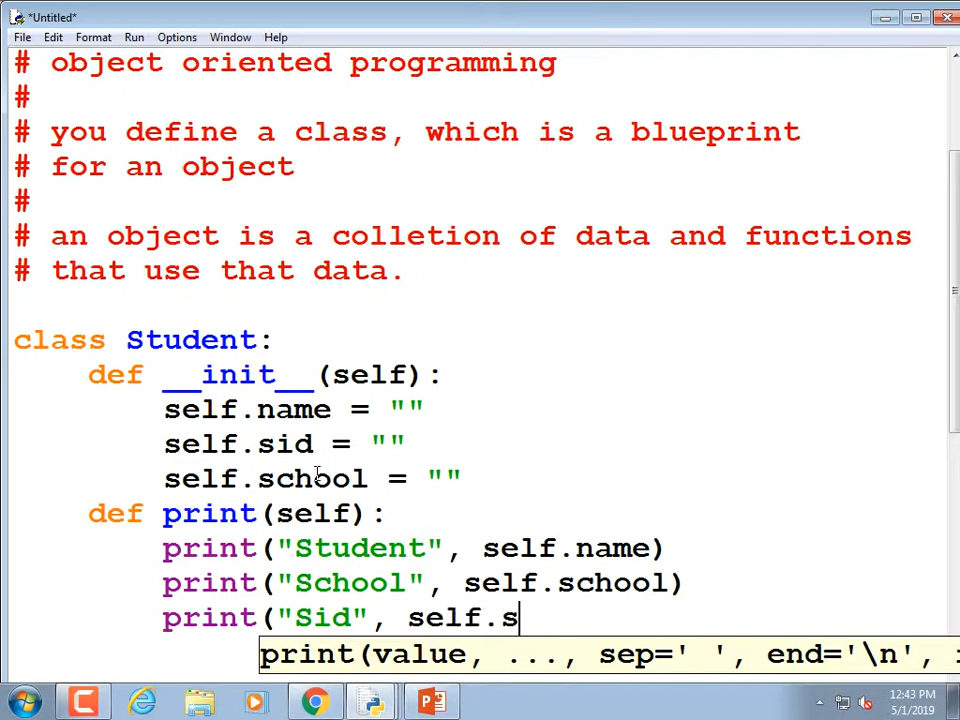 *Untitled*
File Edit Format Run Options Window Help
# object oriented programming
#
# you define a class, which is a blueprint
# for an object
#
# an object is a colletion of data and functions
# that use that data.
class Student:
def __init__(self):
self.name = ""
self.sid = ""
self.school = ""
def print(self):
print("Student", self.name)
print("School", self.school)
print("Sid", self.s
print(value, ..., sep=' ', end='\n',
12:43 PM
5/1/2019